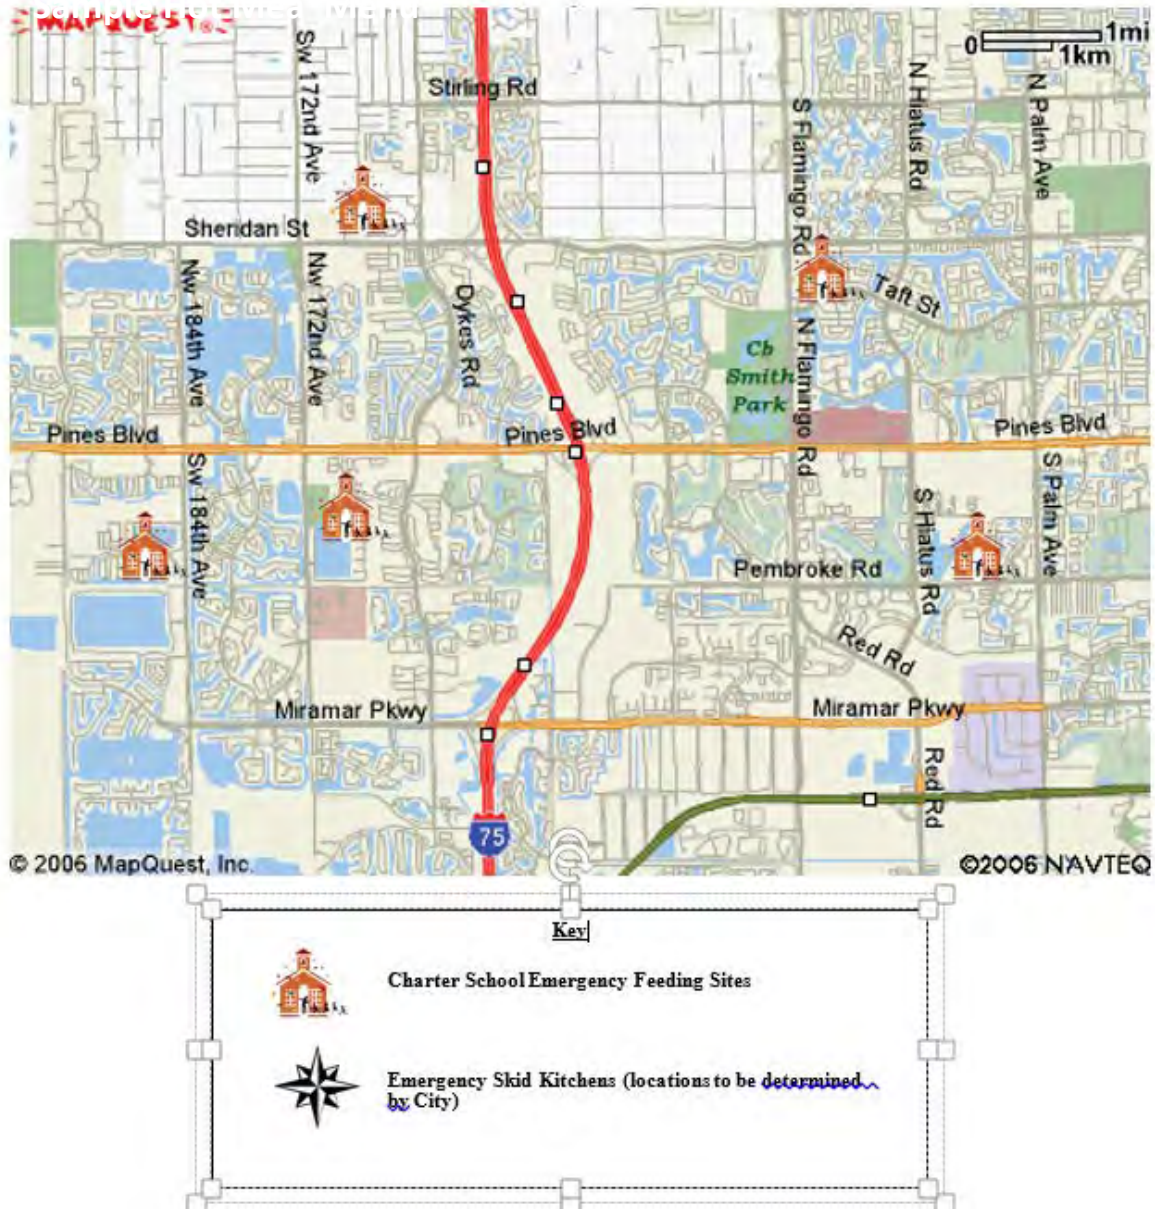 MAPQUEST.
1mi
0
1km
Stirling Rd
Sw 172nd Ave
S Flamingo Rd
N Hiatus Rd
N Palm Ave
Sheridan St
Nw 184th Ave
Nw 172nd Ave
Dykes Rd
Taft St
N Flamingo Rd
Cb
Smith
Park
Pines Blvd
Pines Blvd
Pines Blvd
Sw 184th Ave
S Hiatus Rd
S Palm Ave
Pembroke Rd
Red Rd
Miramar Pkwy
Miramar Pkwy
Red Rd
75
© 2006 MapQuest, Inc.
©2006 NAVTEQ
Key
Charter School Emergency Feeding Sites
Emergency Skid Kitchens (locations to be determined
by City)